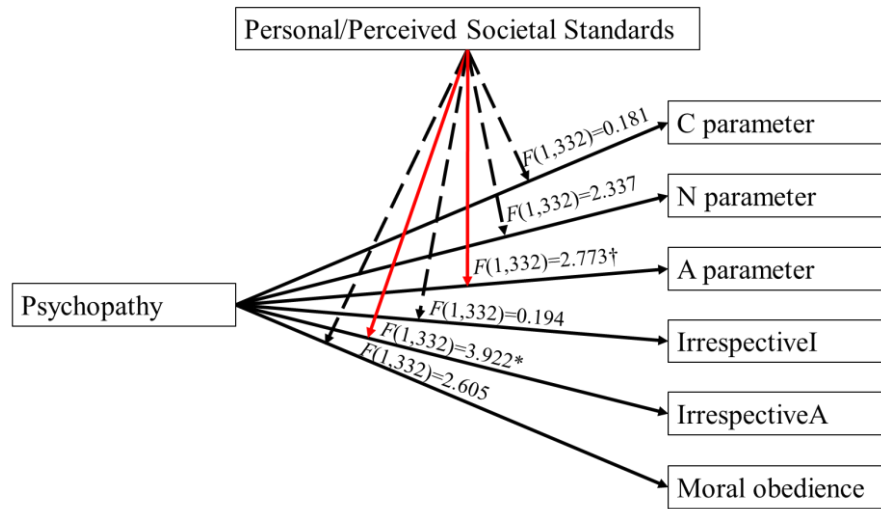 Personal/Perceived Societal Standards
C parameter
F(1,332)=0.181
N parameter
F(1,332)=2.337
A parameter
F(1,332)=2.773†
Psychopathy
F(1,332)=0.194
IrrespectiveI
F(1,332)=3.922*
F(1,332)=2.605
IrrespectiveA
Moral obedience